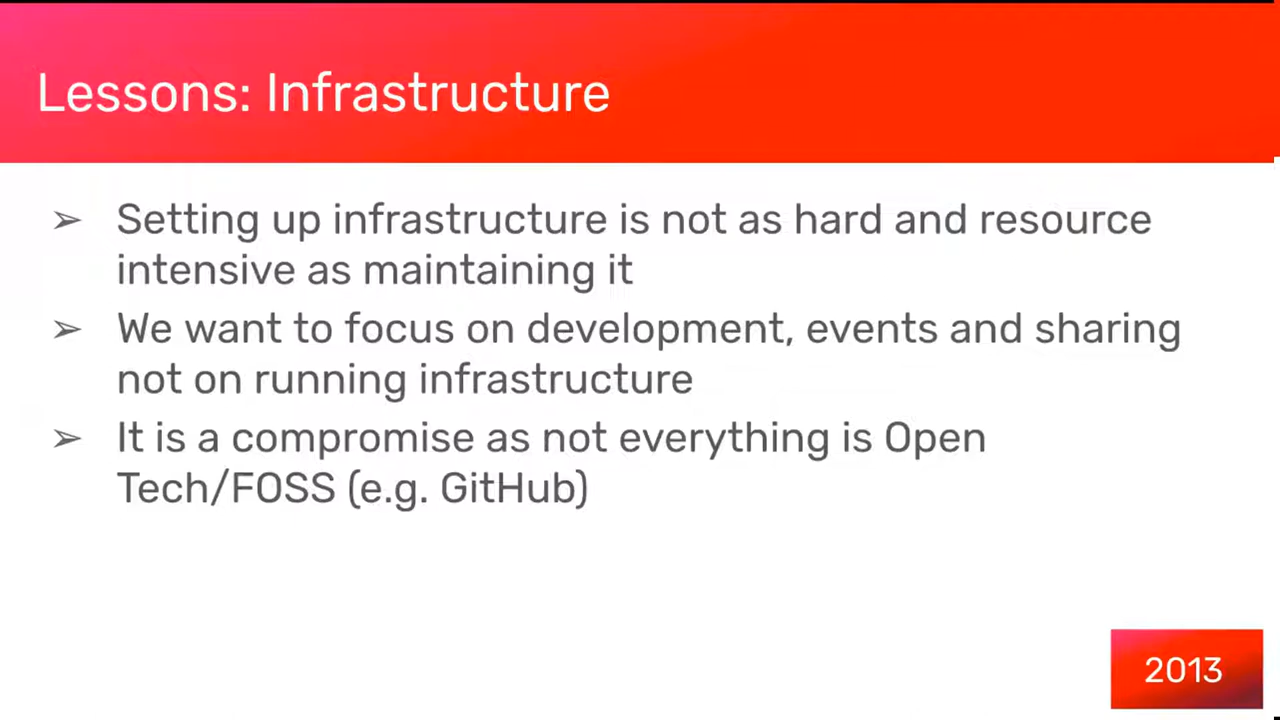 Lessons: Infrastructure
➢ Setting up infrastructure is not as hard and resource
intensive as maintaining it
➢ We want to focus on development, events and sharing
not on running infrastructure
➢ It is a compromise as not everything is Open
Tech/FOSS (e.g. GitHub)
2013